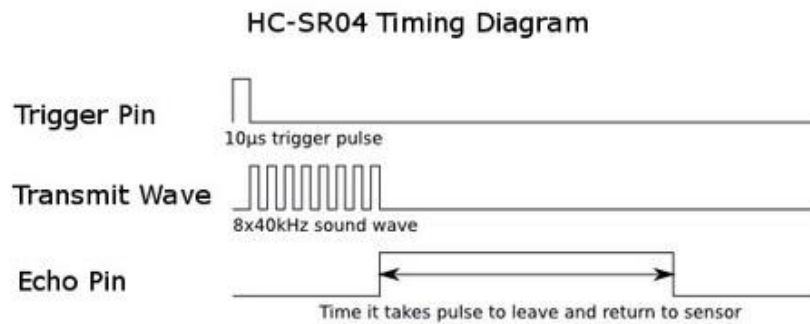 HC-SR04 Timing Diagram
Trigger Pin
10µs trigger pulse
Transmit Wave
8x40kHz sound wave
Echo Pin
Time it takes pulse to leave and return to sensor